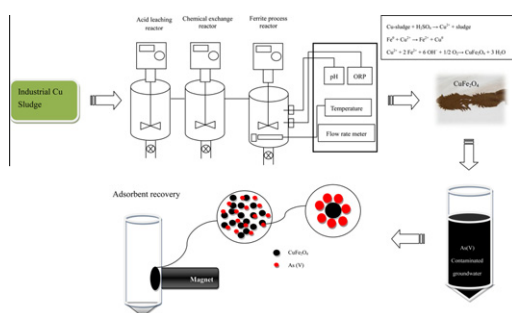 Acid leaching
reactor
Chemical exchange
reactor
Ferrite process
reactor
Cu-sludge + H₂SO₄ → Cu²⁺ + sludge
Fe⁰ + Cu²⁺ → Fe²⁺ + Cu⁰
Cu²⁺ + 2 Fe²⁺ + 6 OH⁻ + 1/2 O₂ → CuFe₂O₄ + 3 H₂O
Industrial Cu
Sludge
pH
ORP
Temperature
Flow rate meter
CuFe₂O₄
Adsorbent recovery
As(V)
Contaminated
groundwater
CuFe₂O₄
As (V)
Magnet